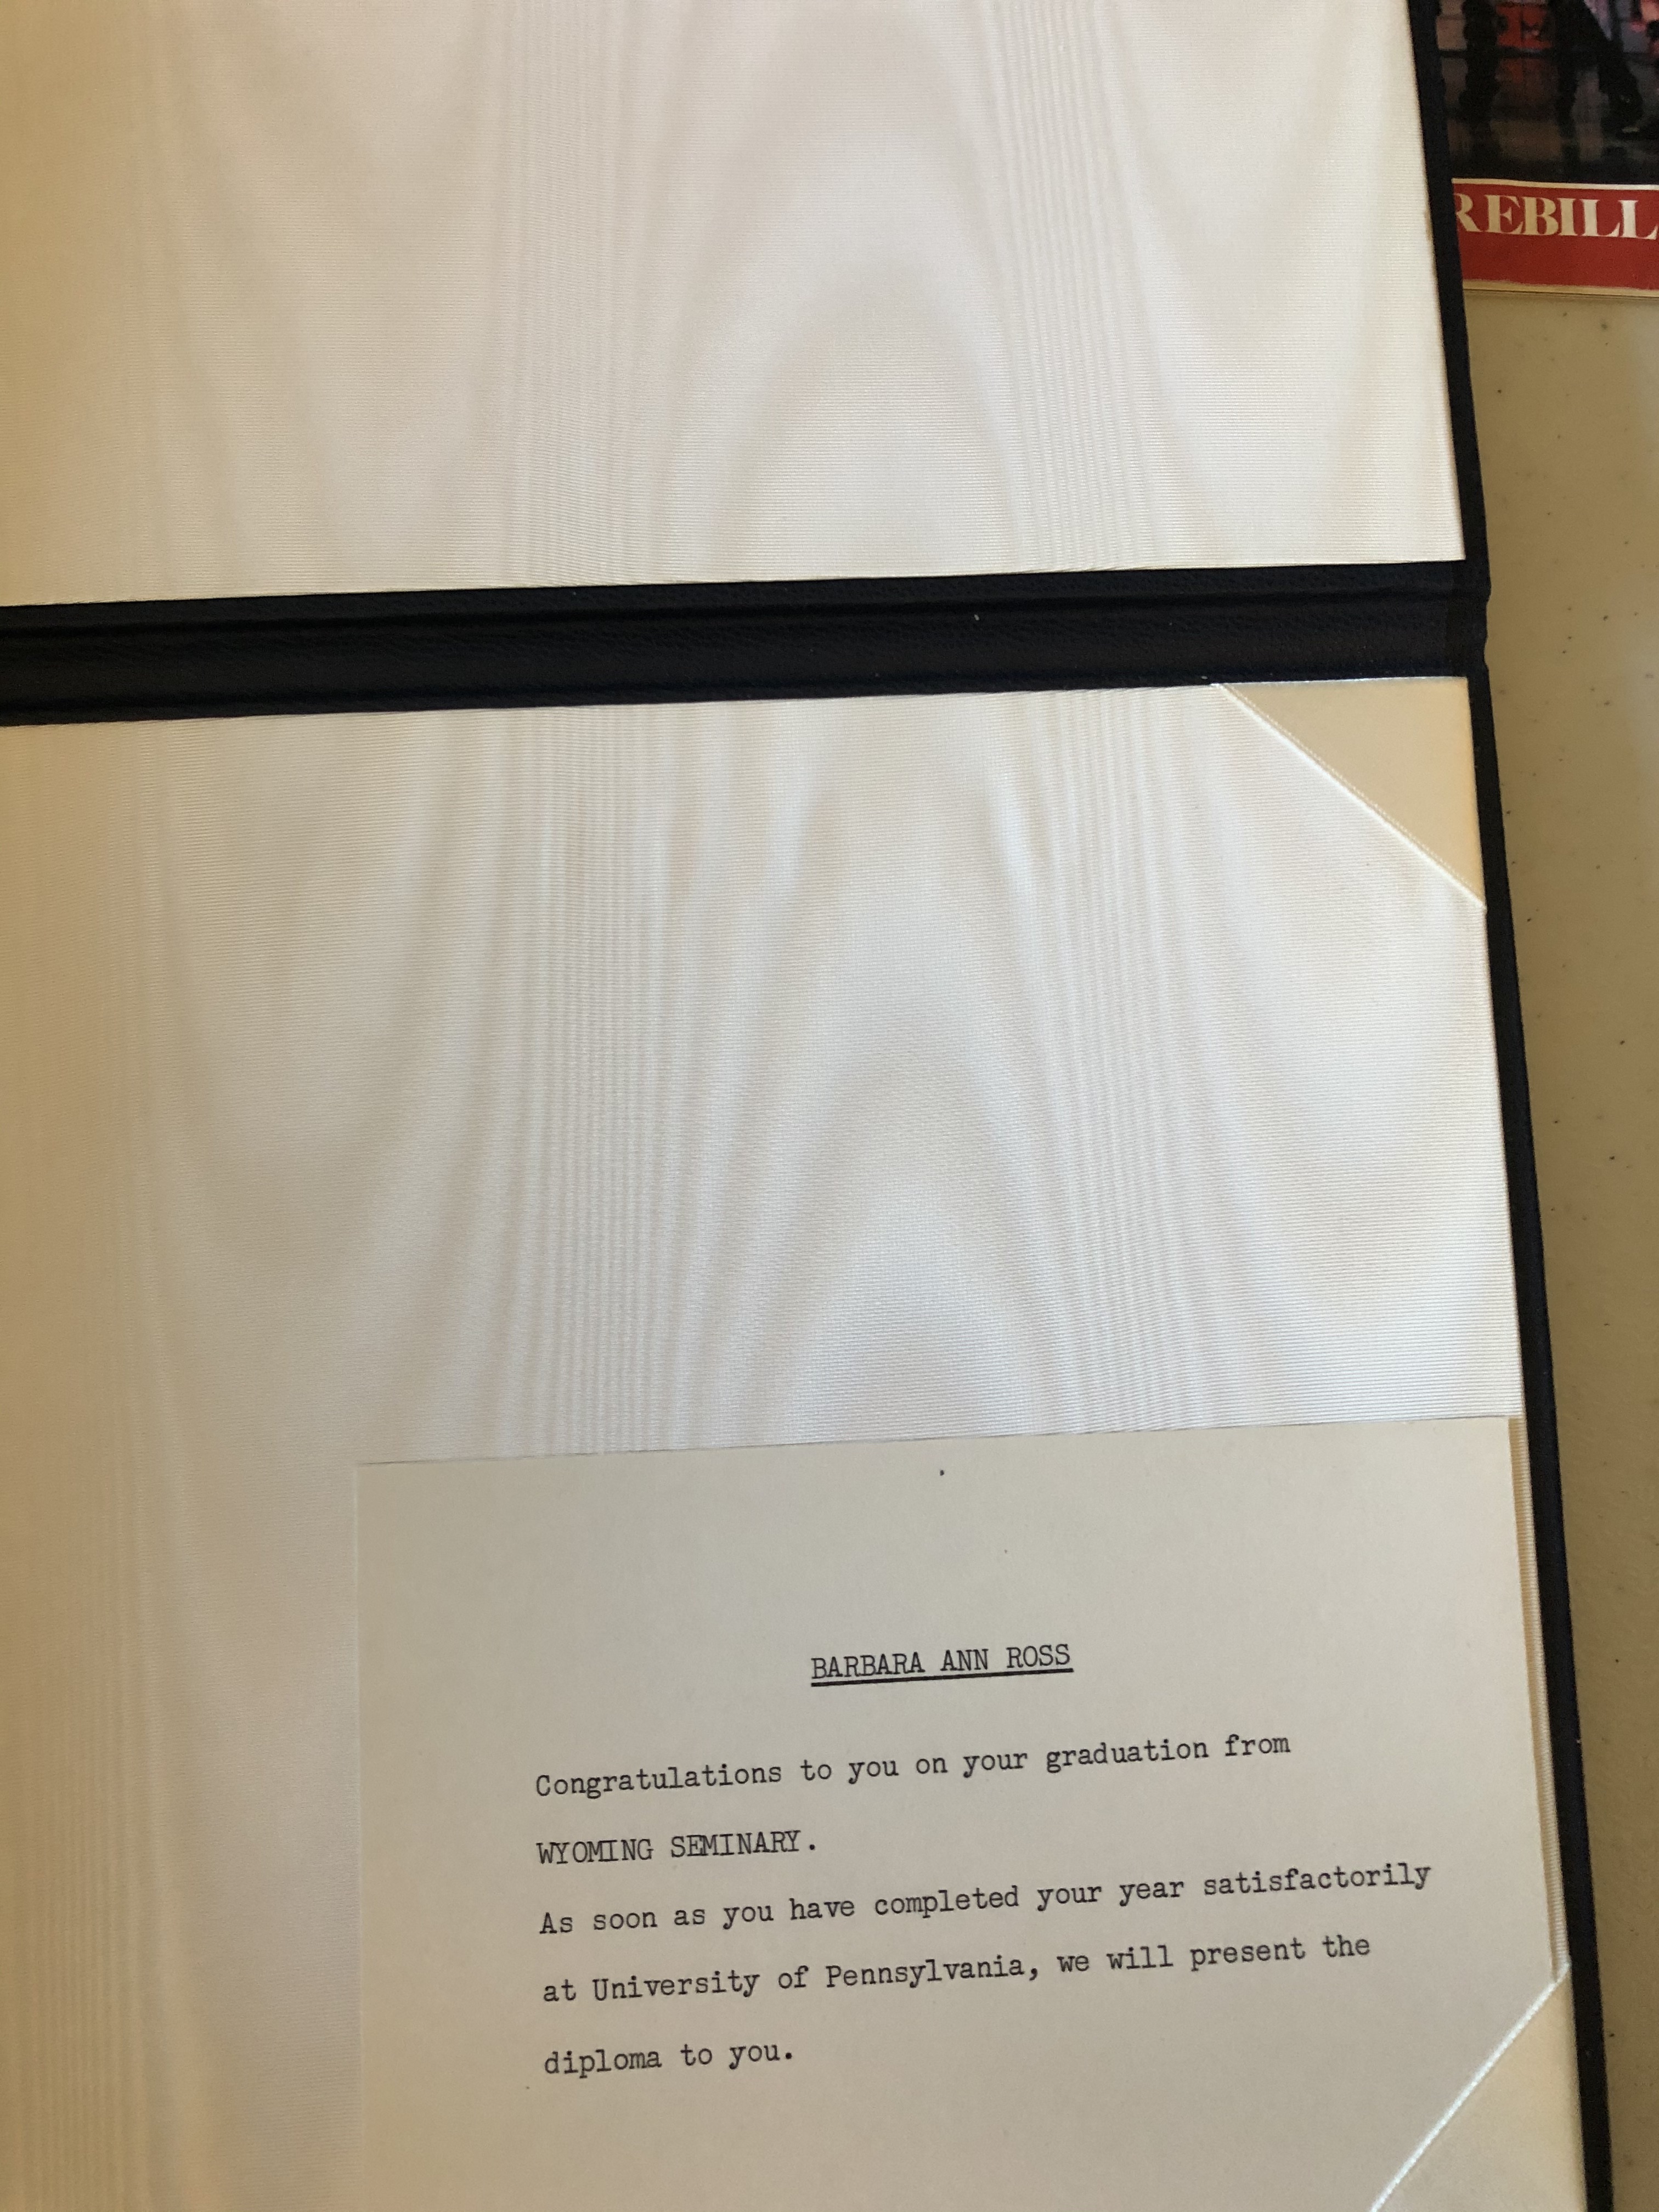 REBILL
BARBARA ANN ROSS
Congratulations to you on your graduation from
WYOMING SEMINARY.
As soon as you have completed your year satisfactorily
at University of Pennsylvania, we will present the
diploma to you.